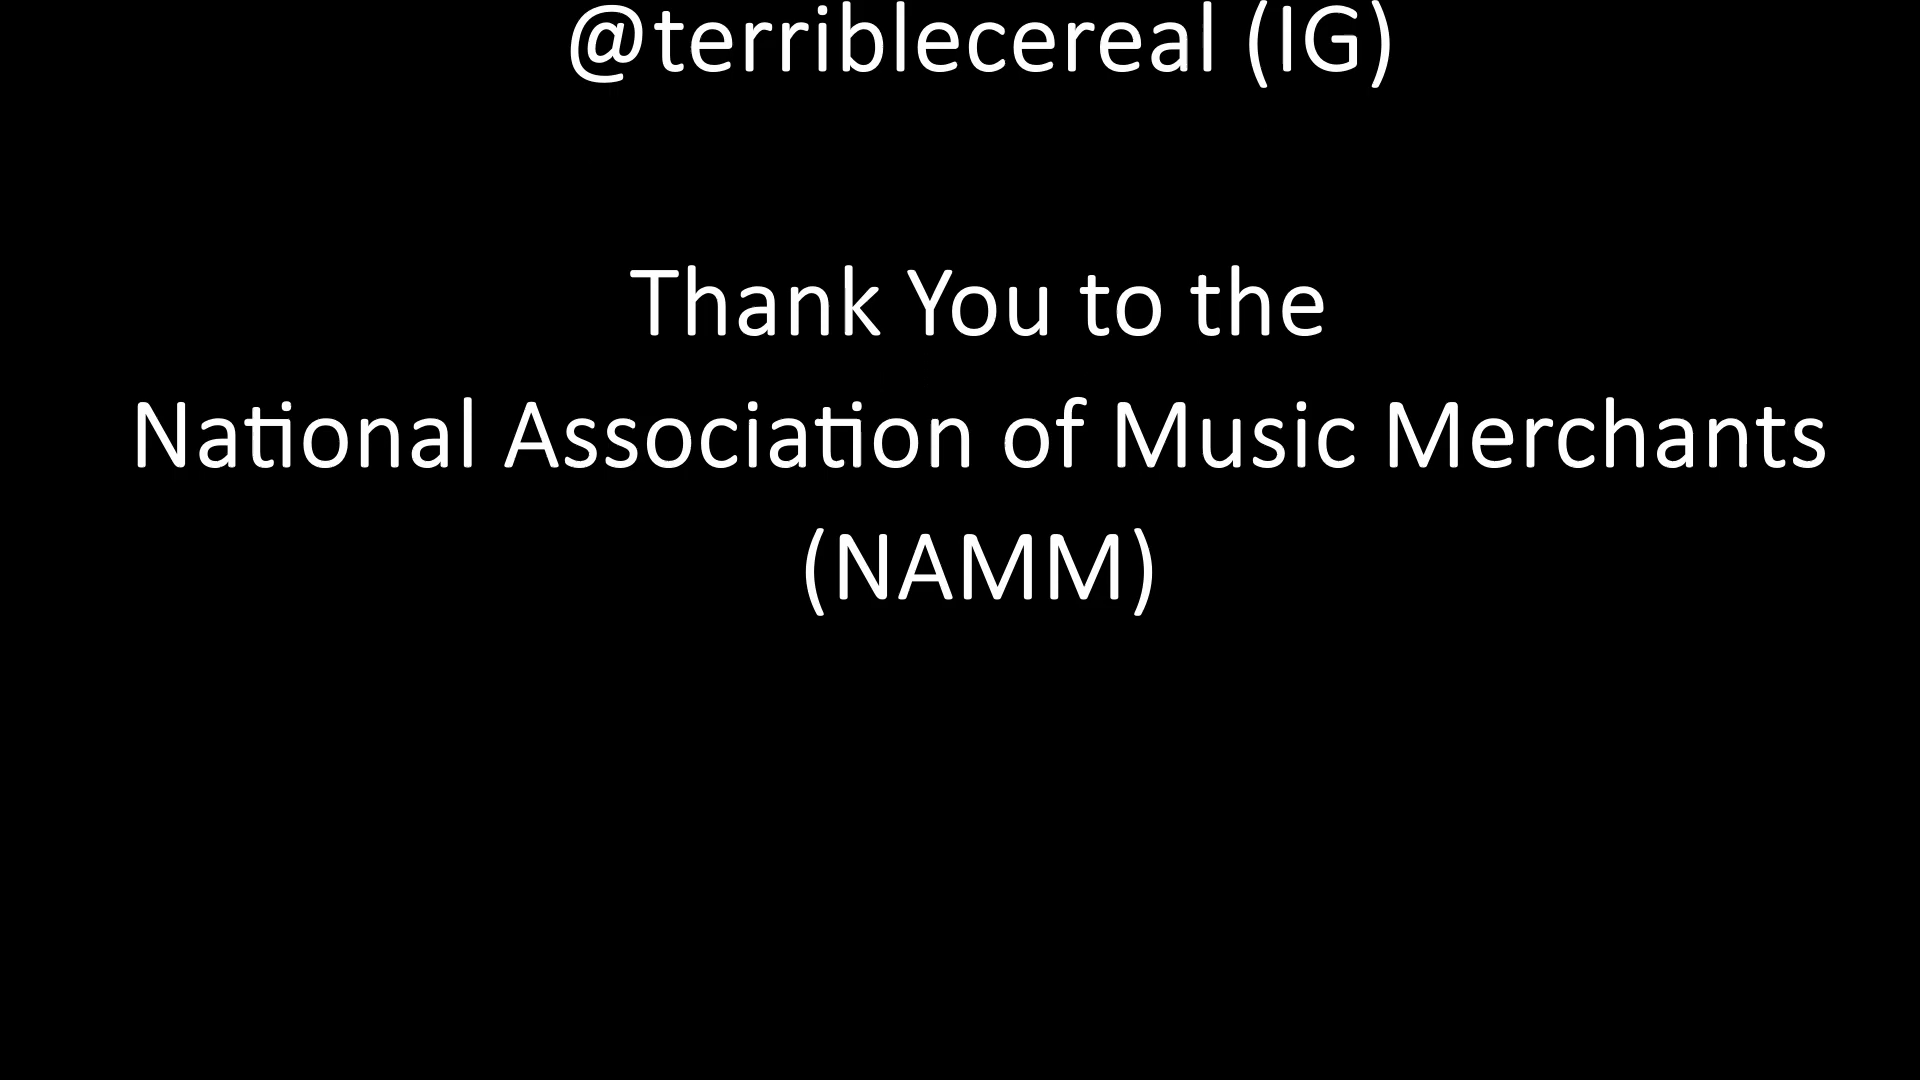 @terriblecereal (IG)
Thank You to the
National Association of Music Merchants
(NAMM)